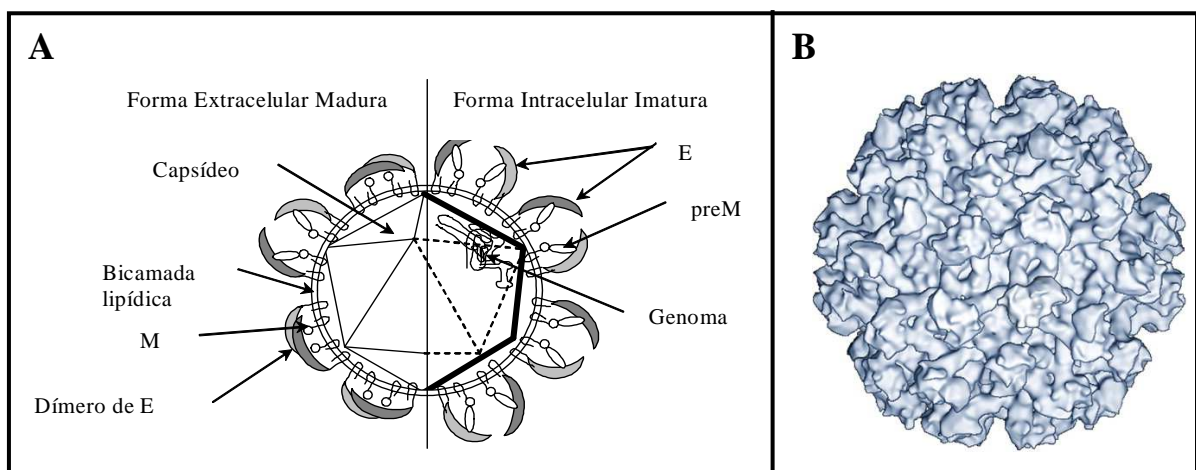 A
Forma Extracelular Madura
Forma Intracelular Imatura
Capsídeo
E
preM
Bicamada
lipídica
Genoma
M
Dímero de E
B